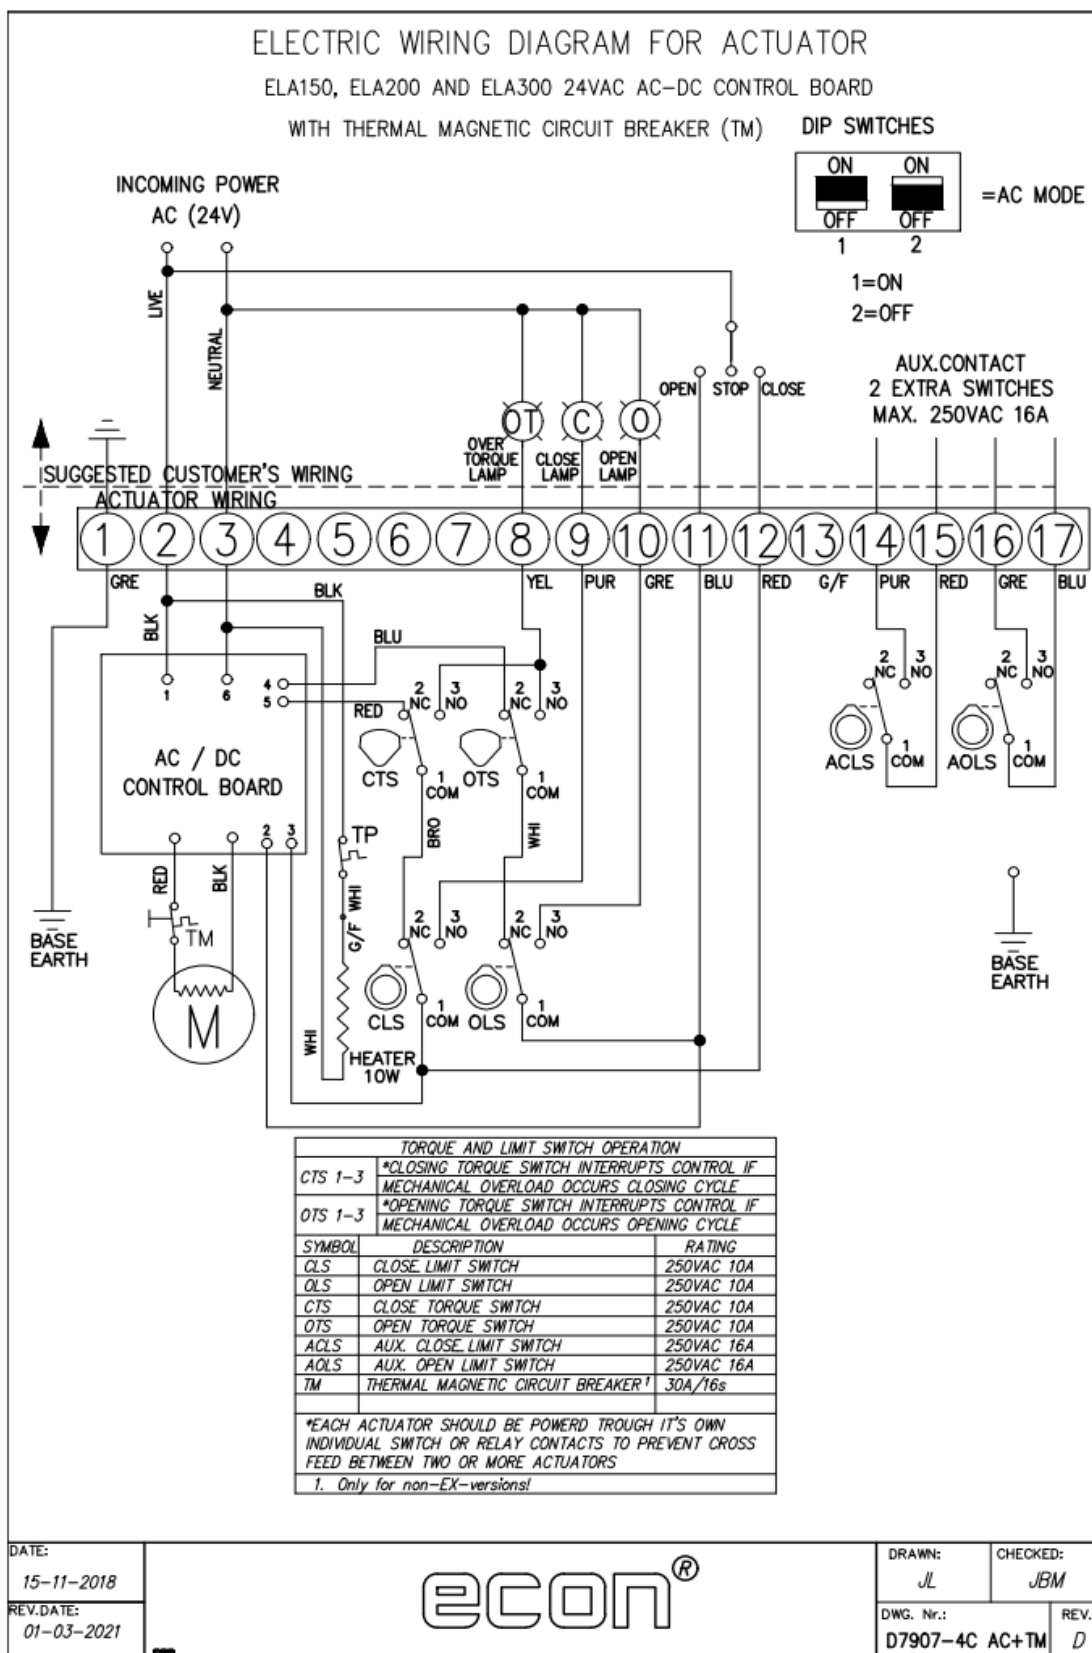 ELECTRIC WIRING DIAGRAM FOR ACTUATOR
ELA150, ELA200 AND ELA300 24VAC AC-DC CONTROL BOARD
WITH THERMAL MAGNETIC CIRCUIT BREAKER (TM)
DIP SWITCHES
ON ON
OFF OFF
1 2
=AC MODE
1=ON
2=OFF
INCOMING POWER
AC (24V)
LIVE
NEUTRAL
OPEN STOP CLOSE
AUX.CONTACT
2 EXTRA SWITCHES
MAX. 250VAC 16A
OT C O
OVER
TORQUE
LAMP
CLOSE
LAMP
OPEN
LAMP
SUGGESTED CUSTOMER'S WIRING
ACTUATOR WIRING
1 2 3 4 5 6 7 8 9 10 11 12 13 14 15 16 17
GRE BLK BLK YEL PUR GRE BLU RED G/F PUR RED GRE BLU
BLU
RED
1 6 4
5
AC / DC
CONTROL BOARD
2 3
2 NC 3 NO
CTS
1 COM
2 NC 3 NO
OTS
1 COM
2 NC 3 NO
ACLS
1 COM
2 NC 3 NO
AOLS
1 COM
BRO
WHI
TP
RED
BLK
WHI
G/F
TM
M
2 NC 3 NO
CLS
1 COM
2 NC 3 NO
OLS
1 COM
WHI
HEATER
10W
BASE
EARTH
BASE
EARTH
TORQUE AND LIMIT SWITCH OPERATION
CTS 1-3 *CLOSING TORQUE SWITCH INTERRUPTS CONTROL IF
MECHANICAL OVERLOAD OCCURS CLOSING CYCLE
OTS 1-3 *OPENING TORQUE SWITCH INTERRUPTS CONTROL IF
MECHANICAL OVERLOAD OCCURS OPENING CYCLE
SYMBOL DESCRIPTION RATING
CLS CLOSE LIMIT SWITCH 250VAC 10A
OLS OPEN LIMIT SWITCH 250VAC 10A
CTS CLOSE TORQUE SWITCH 250VAC 10A
OTS OPEN TORQUE SWITCH 250VAC 10A
ACLS AUX. CLOSE LIMIT SWITCH 250VAC 16A
AOLS AUX. OPEN LIMIT SWITCH 250VAC 16A
TM THERMAL MAGNETIC CIRCUIT BREAKER 1 30A/16s
*EACH ACTUATOR SHOULD BE POWERD TROUGH IT'S OWN
INDIVIDUAL SWITCH OR RELAY CONTACTS TO PREVENT CROSS
FEED BETWEEN TWO OR MORE ACTUATORS
1. Only for non-EX-versions!
DATE:
15-11-2018
REV.DATE:
01-03-2021
econ®
DRAWN:
JL
CHECKED:
JBM
DWG. Nr.:
D7907-4C AC+TM
REV.
D